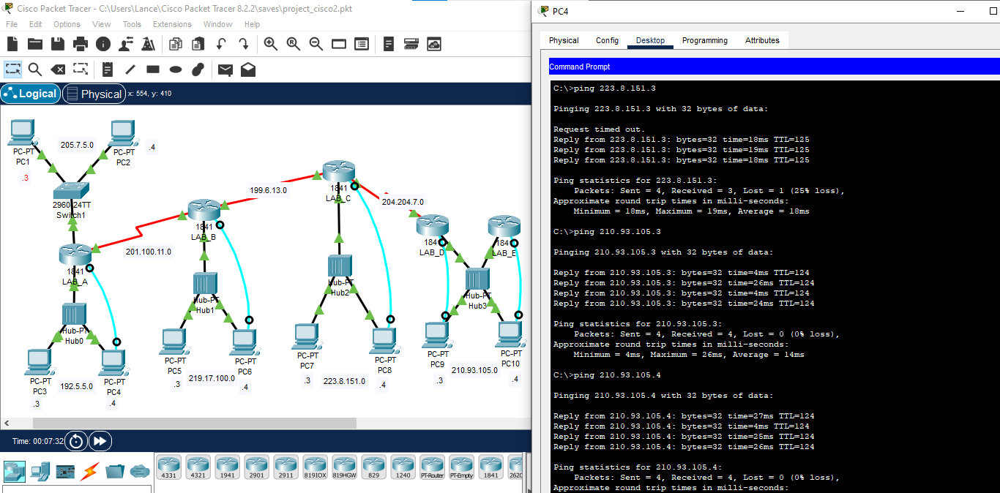 Cisco Packet Tracer - C:\Users\Lance\Cisco Packet Tracer 8.2.2\saves\project_cisco2.pkt
File Edit Options View Tools Extensions Window Help
Logical Physical x: 554, y: 410
PC-PT
PC1
.3
205.7.5.0
PC-PT
PC2
.4
2960-24TT
Switch1
1841
LAB_A
201.100.11.0
Hub-PT
Hub0
PC-PT
PC3
.3
192.5.5.0
PC-PT
PC4
.4
199.6.13.0
1841
LAB_B
Hub-PT
Hub1
PC-PT
PC5
.3
219.17.100.0
PC-PT
PC6
.4
1841
LAB_C
204.204.7.0
Hub-PT
Hub2
PC-PT
PC7
.3
223.8.151.0
PC-PT
PC8
.4
1841
LAB_D
1841
LAB_E
Hub-PT
Hub3
PC-PT
PC9
.3
210.93.105.0
PC-PT
PC10
.4
Time: 00:07:32
4331 4321 1941 2901 2911 819IOX 819HGW 829 1240 PT-Router PT-Empty 1841 2620
PC4
Physical Config Desktop Programming Attributes
Command Prompt
C:\>ping 223.8.151.3
Pinging 223.8.151.3 with 32 bytes of data:
Request timed out.
Reply from 223.8.151.3: bytes=32 time=18ms TTL=125
Reply from 223.8.151.3: bytes=32 time=19ms TTL=125
Reply from 223.8.151.3: bytes=32 time=18ms TTL=125
Ping statistics for 223.8.151.3:
Packets: Sent = 4, Received = 3, Lost = 1 (25% loss),
Approximate round trip times in milli-seconds:
Minimum = 18ms, Maximum = 19ms, Average = 18ms
C:\>ping 210.93.105.3
Pinging 210.93.105.3 with 32 bytes of data:
Reply from 210.93.105.3: bytes=32 time=4ms TTL=124
Reply from 210.93.105.3: bytes=32 time=26ms TTL=124
Reply from 210.93.105.3: bytes=32 time=4ms TTL=124
Reply from 210.93.105.3: bytes=32 time=24ms TTL=124
Ping statistics for 210.93.105.3:
Packets: Sent = 4, Received = 4, Lost = 0 (0% loss),
Approximate round trip times in milli-seconds:
Minimum = 4ms, Maximum = 26ms, Average = 14ms
C:\>ping 210.93.105.4
Pinging 210.93.105.4 with 32 bytes of data:
Reply from 210.93.105.4: bytes=32 time=27ms TTL=124
Reply from 210.93.105.4: bytes=32 time=4ms TTL=124
Reply from 210.93.105.4: bytes=32 time=25ms TTL=124
Reply from 210.93.105.4: bytes=32 time=26ms TTL=124
Ping statistics for 210.93.105.4:
Packets: Sent = 4, Received = 4, Lost = 0 (0% loss),
Approximate round trip times in milli-seconds: